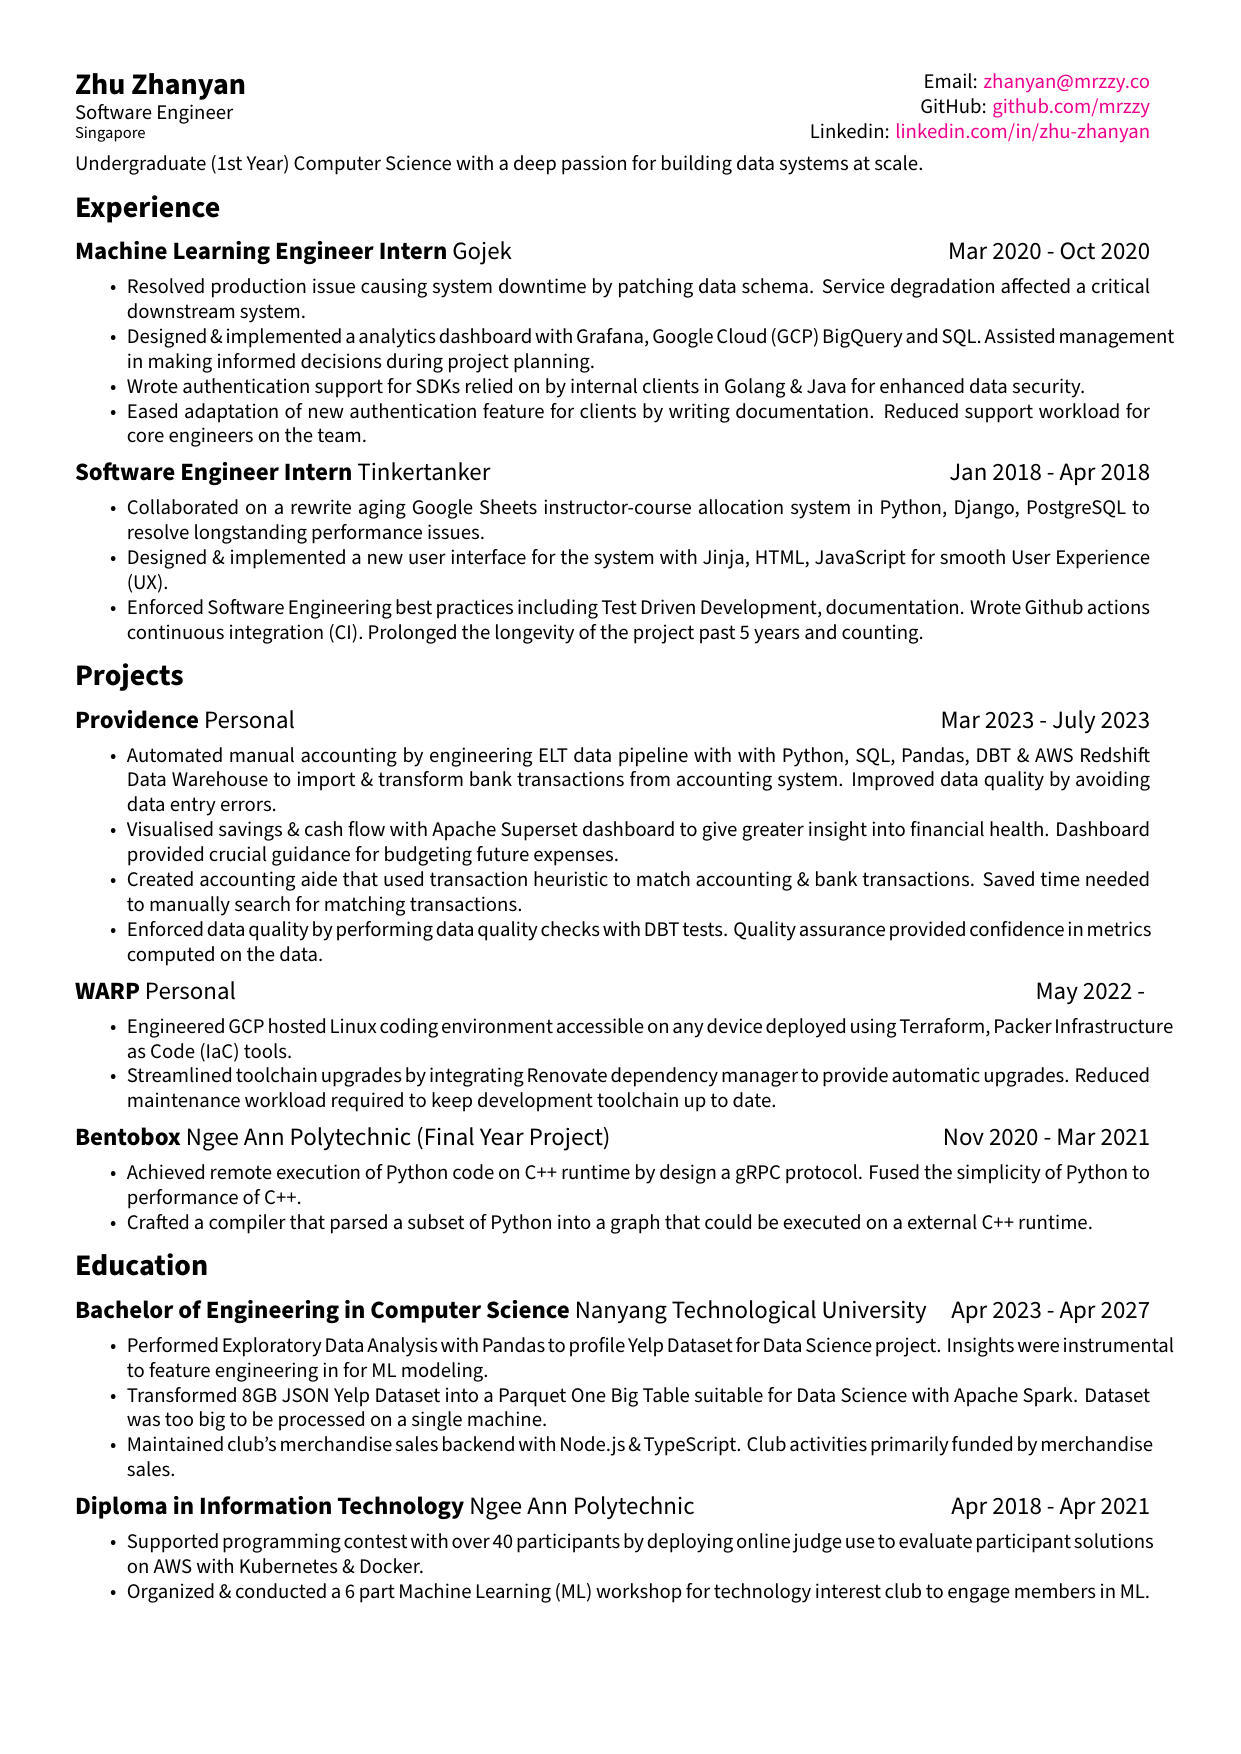 Zhu Zhanyan
Software Engineer
Singapore
Email: zhanyan@mrzzy.co
GitHub: github.com/mrzzy
Linkedin: linkedin.com/in/zhu-zhanyan
Undergraduate (1st Year) Computer Science with a deep passion for building data systems at scale.
Experience
Machine Learning Engineer Intern Gojek Mar 2020 - Oct 2020
• Resolved production issue causing system downtime by patching data schema. Service degradation affected a critical
downstream system.
• Designed & implemented a analytics dashboard with Grafana, Google Cloud (GCP) BigQuery and SQL. Assisted management
in making informed decisions during project planning.
• Wrote authentication support for SDKs relied on by internal clients in Golang & Java for enhanced data security.
• Eased adaptation of new authentication feature for clients by writing documentation. Reduced support workload for
core engineers on the team.
Software Engineer Intern Tinkertanker Jan 2018 - Apr 2018
• Collaborated on a rewrite aging Google Sheets instructor-course allocation system in Python, Django, PostgreSQL to
resolve longstanding performance issues.
• Designed & implemented a new user interface for the system with Jinja, HTML, JavaScript for smooth User Experience
(UX).
• Enforced Software Engineering best practices including Test Driven Development, documentation. Wrote Github actions
continuous integration (CI). Prolonged the longevity of the project past 5 years and counting.
Projects
Providence Personal Mar 2023 - July 2023
• Automated manual accounting by engineering ELT data pipeline with with Python, SQL, Pandas, DBT & AWS Redshift
Data Warehouse to import & transform bank transactions from accounting system. Improved data quality by avoiding
data entry errors.
• Visualised savings & cash flow with Apache Superset dashboard to give greater insight into financial health. Dashboard
provided crucial guidance for budgeting future expenses.
• Created accounting aide that used transaction heuristic to match accounting & bank transactions. Saved time needed
to manually search for matching transactions.
• Enforced data quality by performing data quality checks with DBT tests. Quality assurance provided confidence in metrics
computed on the data.
WARP Personal May 2022 -
• Engineered GCP hosted Linux coding environment accessible on any device deployed using Terraform, Packer Infrastructure
as Code (IaC) tools.
• Streamlined toolchain upgrades by integrating Renovate dependency manager to provide automatic upgrades. Reduced
maintenance workload required to keep development toolchain up to date.
Bentobox Ngee Ann Polytechnic (Final Year Project) Nov 2020 - Mar 2021
• Achieved remote execution of Python code on C++ runtime by design a gRPC protocol. Fused the simplicity of Python to
performance of C++.
• Crafted a compiler that parsed a subset of Python into a graph that could be executed on a external C++ runtime.
Education
Bachelor of Engineering in Computer Science Nanyang Technological University Apr 2023 - Apr 2027
• Performed Exploratory Data Analysis with Pandas to profile Yelp Dataset for Data Science project. Insights were instrumental
to feature engineering in for ML modeling.
• Transformed 8GB JSON Yelp Dataset into a Parquet One Big Table suitable for Data Science with Apache Spark. Dataset
was too big to be processed on a single machine.
• Maintained club's merchandise sales backend with Node.js & TypeScript. Club activities primarily funded by merchandise
sales.
Diploma in Information Technology Ngee Ann Polytechnic Apr 2018 - Apr 2021
• Supported programming contest with over 40 participants by deploying online judge use to evaluate participant solutions
on AWS with Kubernetes & Docker.
• Organized & conducted a 6 part Machine Learning (ML) workshop for technology interest club to engage members in ML.